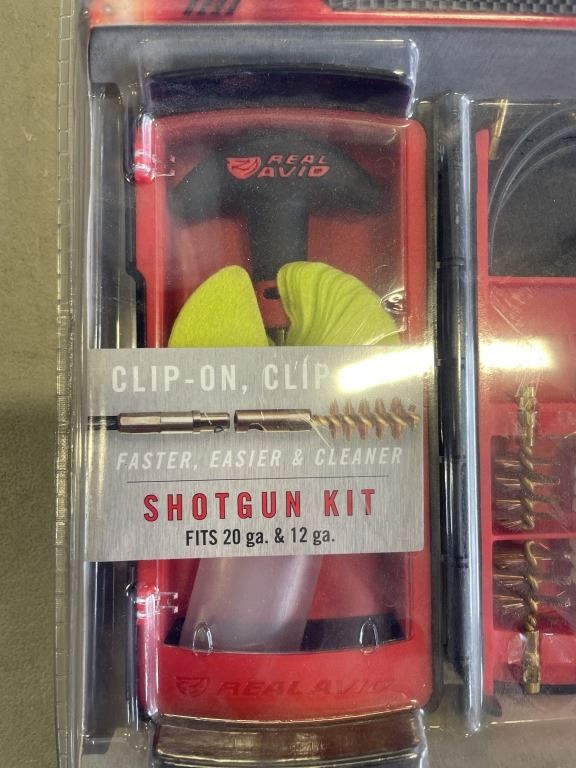 REAL
AVID
CLIP-ON, CLIP
FASTER, EASIER & CLEANER
SHOTGUN KIT
FITS 20 ga. & 12 ga.
REAL AVID